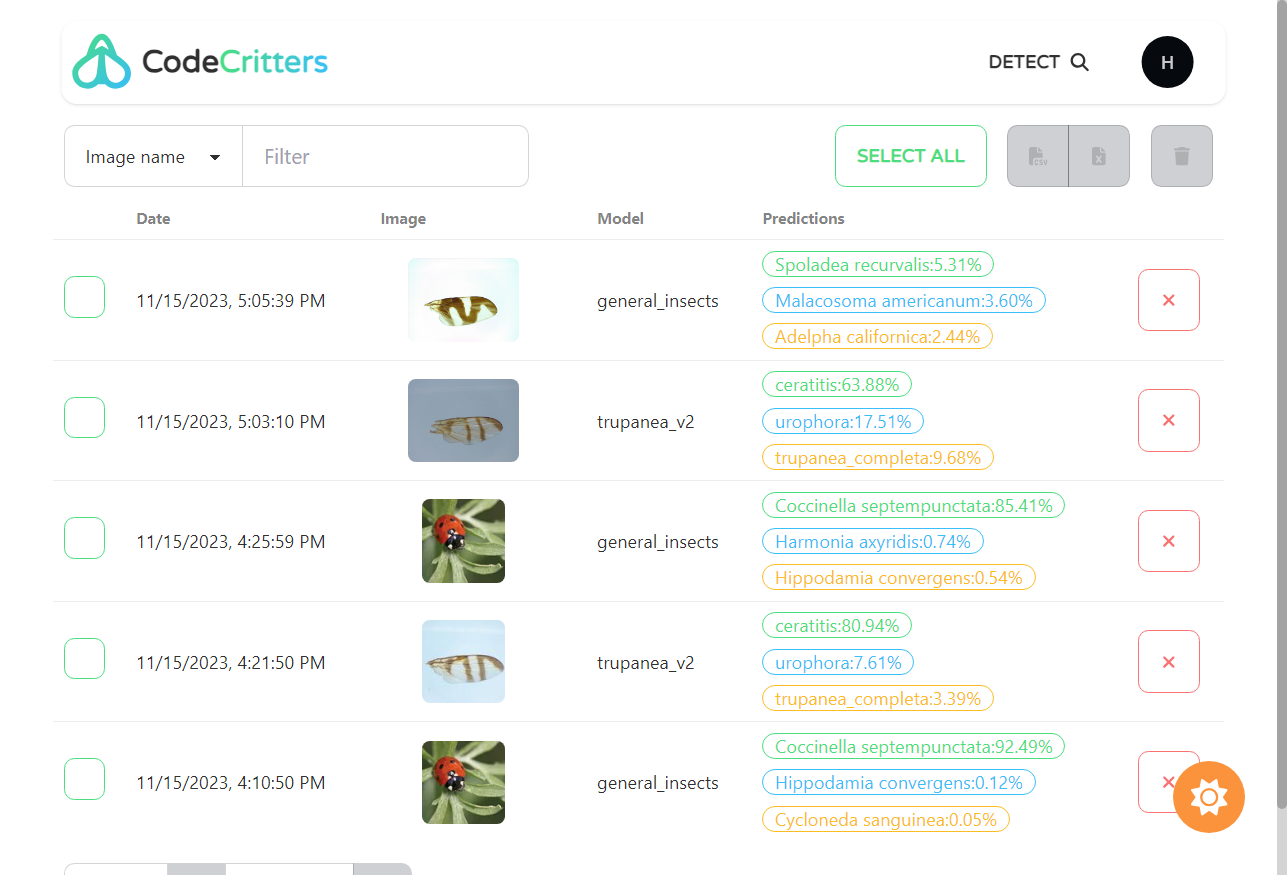 CodeCritters
DETECT
H
Image name
Filter
SELECT ALL
CSV
X
Date Image Model Predictions
11/15/2023, 5:05:39 PM general_insects
Spoladea recurvalis:5.31%
Malacosoma americanum:3.60%
Adelpha californica:2.44%
11/15/2023, 5:03:10 PM trupanea_v2
ceratitis:63.88%
urophora:17.51%
trupanea_completa:9.68%
11/15/2023, 4:25:59 PM general_insects
Coccinella septempunctata:85.41%
Harmonia axyridis:0.74%
Hippodamia convergens:0.54%
11/15/2023, 4:21:50 PM trupanea_v2
ceratitis:80.94%
urophora:7.61%
trupanea_completa:3.39%
11/15/2023, 4:10:50 PM general_insects
Coccinella septempunctata:92.49%
Hippodamia convergens:0.12%
Cycloneda sanguinea:0.05%